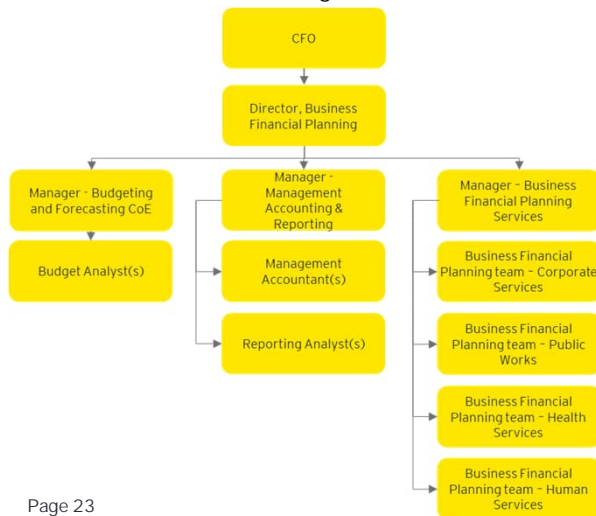 CFO
Director, Business
Financial Planning
Manager - Budgeting
and Forecasting CoE
Manager -
Management
Accounting &
Reporting
Manager – Business
Financial Planning
Services
Budget Analyst(s)
Management
Accountant(s)
Business Financial
Planning team – Corporate
Services
Reporting Analyst(s)
Business Financial
Planning team – Public
Works
Business Financial
Planning team – Health
Services
Business Financial
Planning team – Human
Services
Page 23